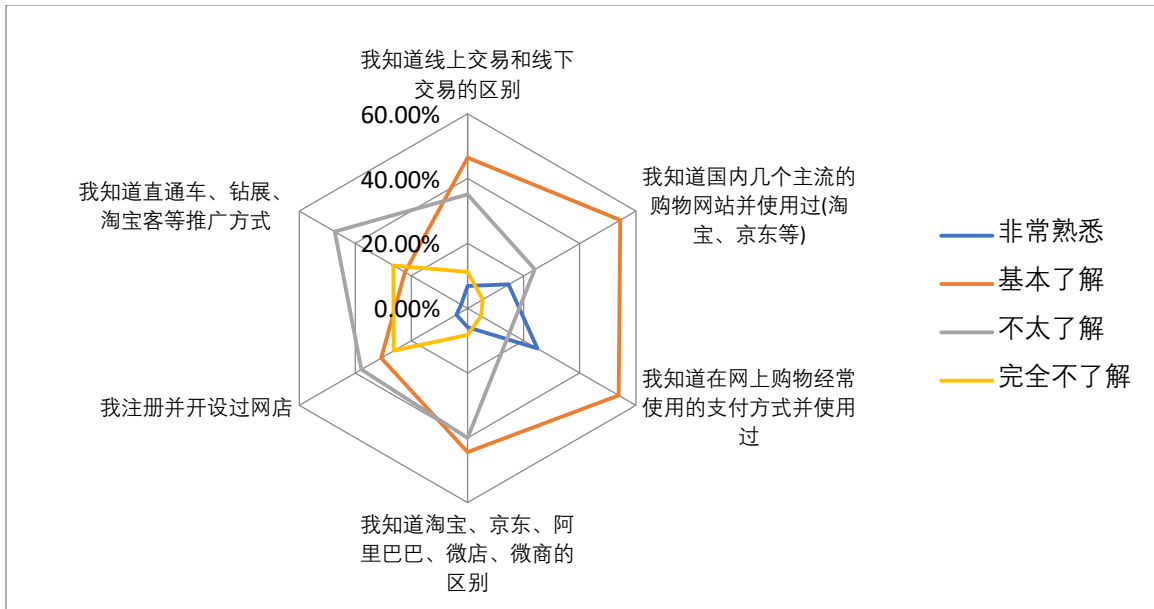 我知道线上交易和线下
交易的区别
60.00%
40.00%
20.00%
0.00%
我知道国内几个主流的
购物网站并使用过(淘
宝、京东等)
我知道在网上购物经常
使用的支付方式并使用
过
我知道淘宝、京东、阿
里巴巴、微店、微商的
区别
我注册并开设过网店
我知道直通车、钻展、
淘宝客等推广方式
非常熟悉
基本了解
不太了解
完全不了解